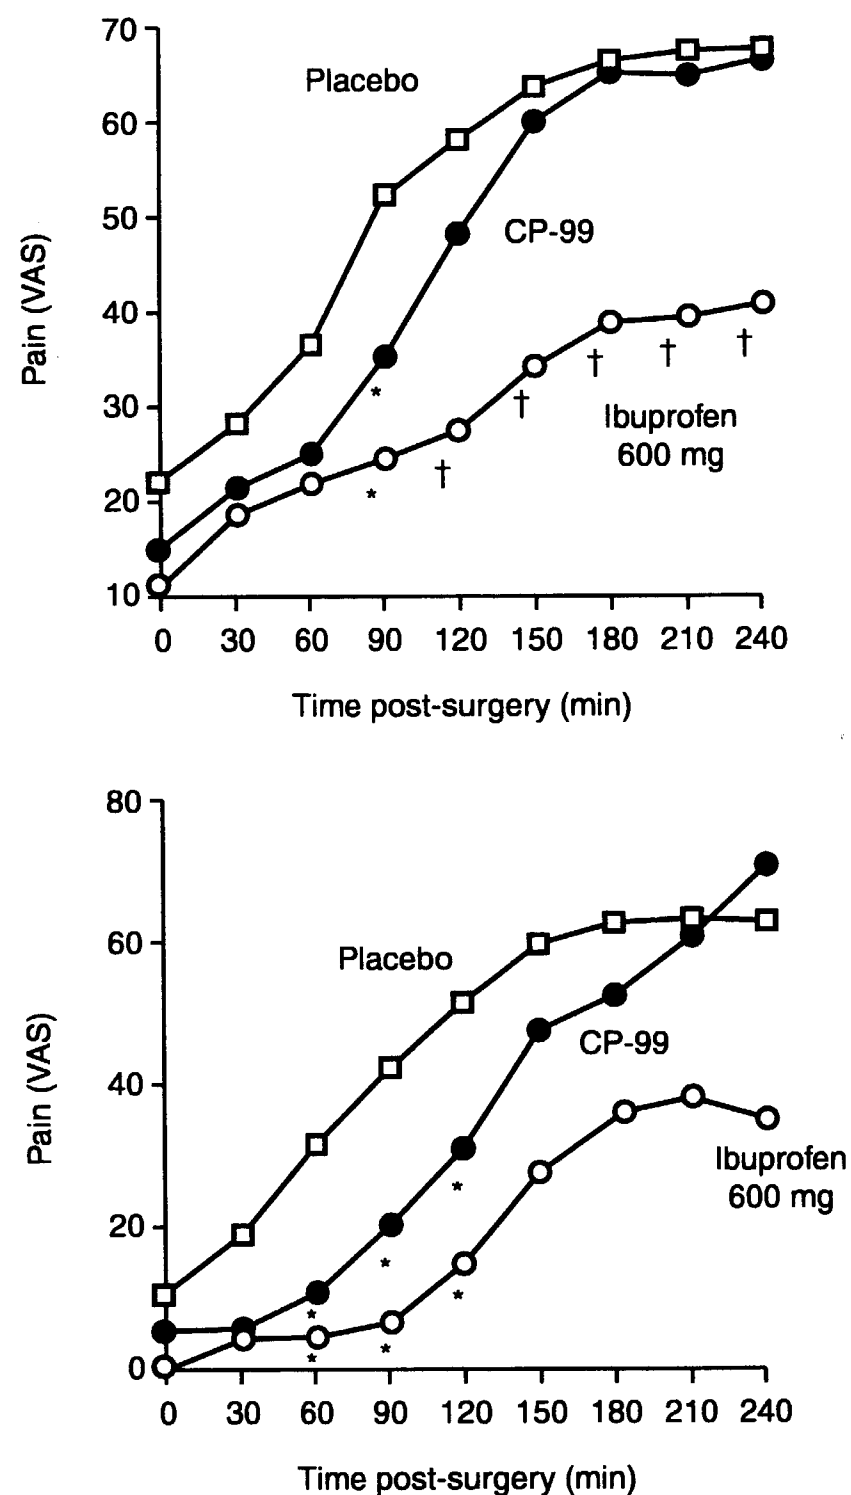 70
Placebo
60
50
CP-99
Pain (VAS)
40
†
†
†
*
30
†
Ibuprofen
600 mg
†
*
20
10
0 30 60 90 120 150 180 210 240
Time post-surgery (min)
80
60
Placebo
CP-99
Pain (VAS)
40
Ibuprofen
600 mg
*
20
*
*
*
*
*
0
0 30 60 90 120 150 180 210 240
Time post-surgery (min)